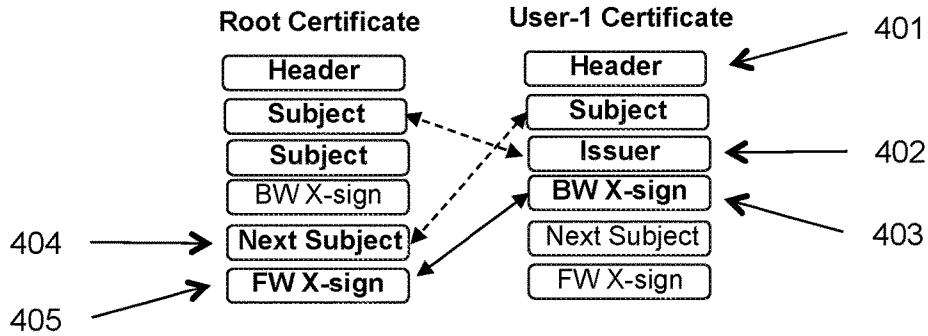 Root Certificate
Header
Subject
Subject
BW X-sign
Next Subject
FW X-sign
User-1 Certificate
Header
Subject
Issuer
BW X-sign
Next Subject
FW X-sign
401
402
403
404
405